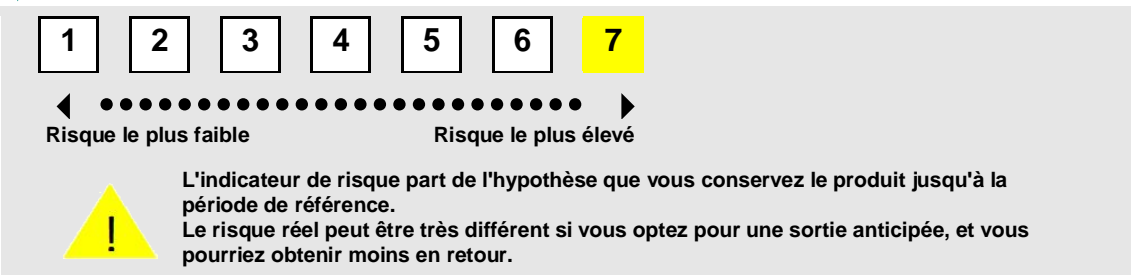 1 2 3 4 5 6 7
Risque le plus faible Risque le plus élevé
L'indicateur de risque part de l'hypothèse que vous conservez le produit jusqu'à la
période de référence.
! Le risque réel peut être très différent si vous optez pour une sortie anticipée, et vous
pourriez obtenir moins en retour.